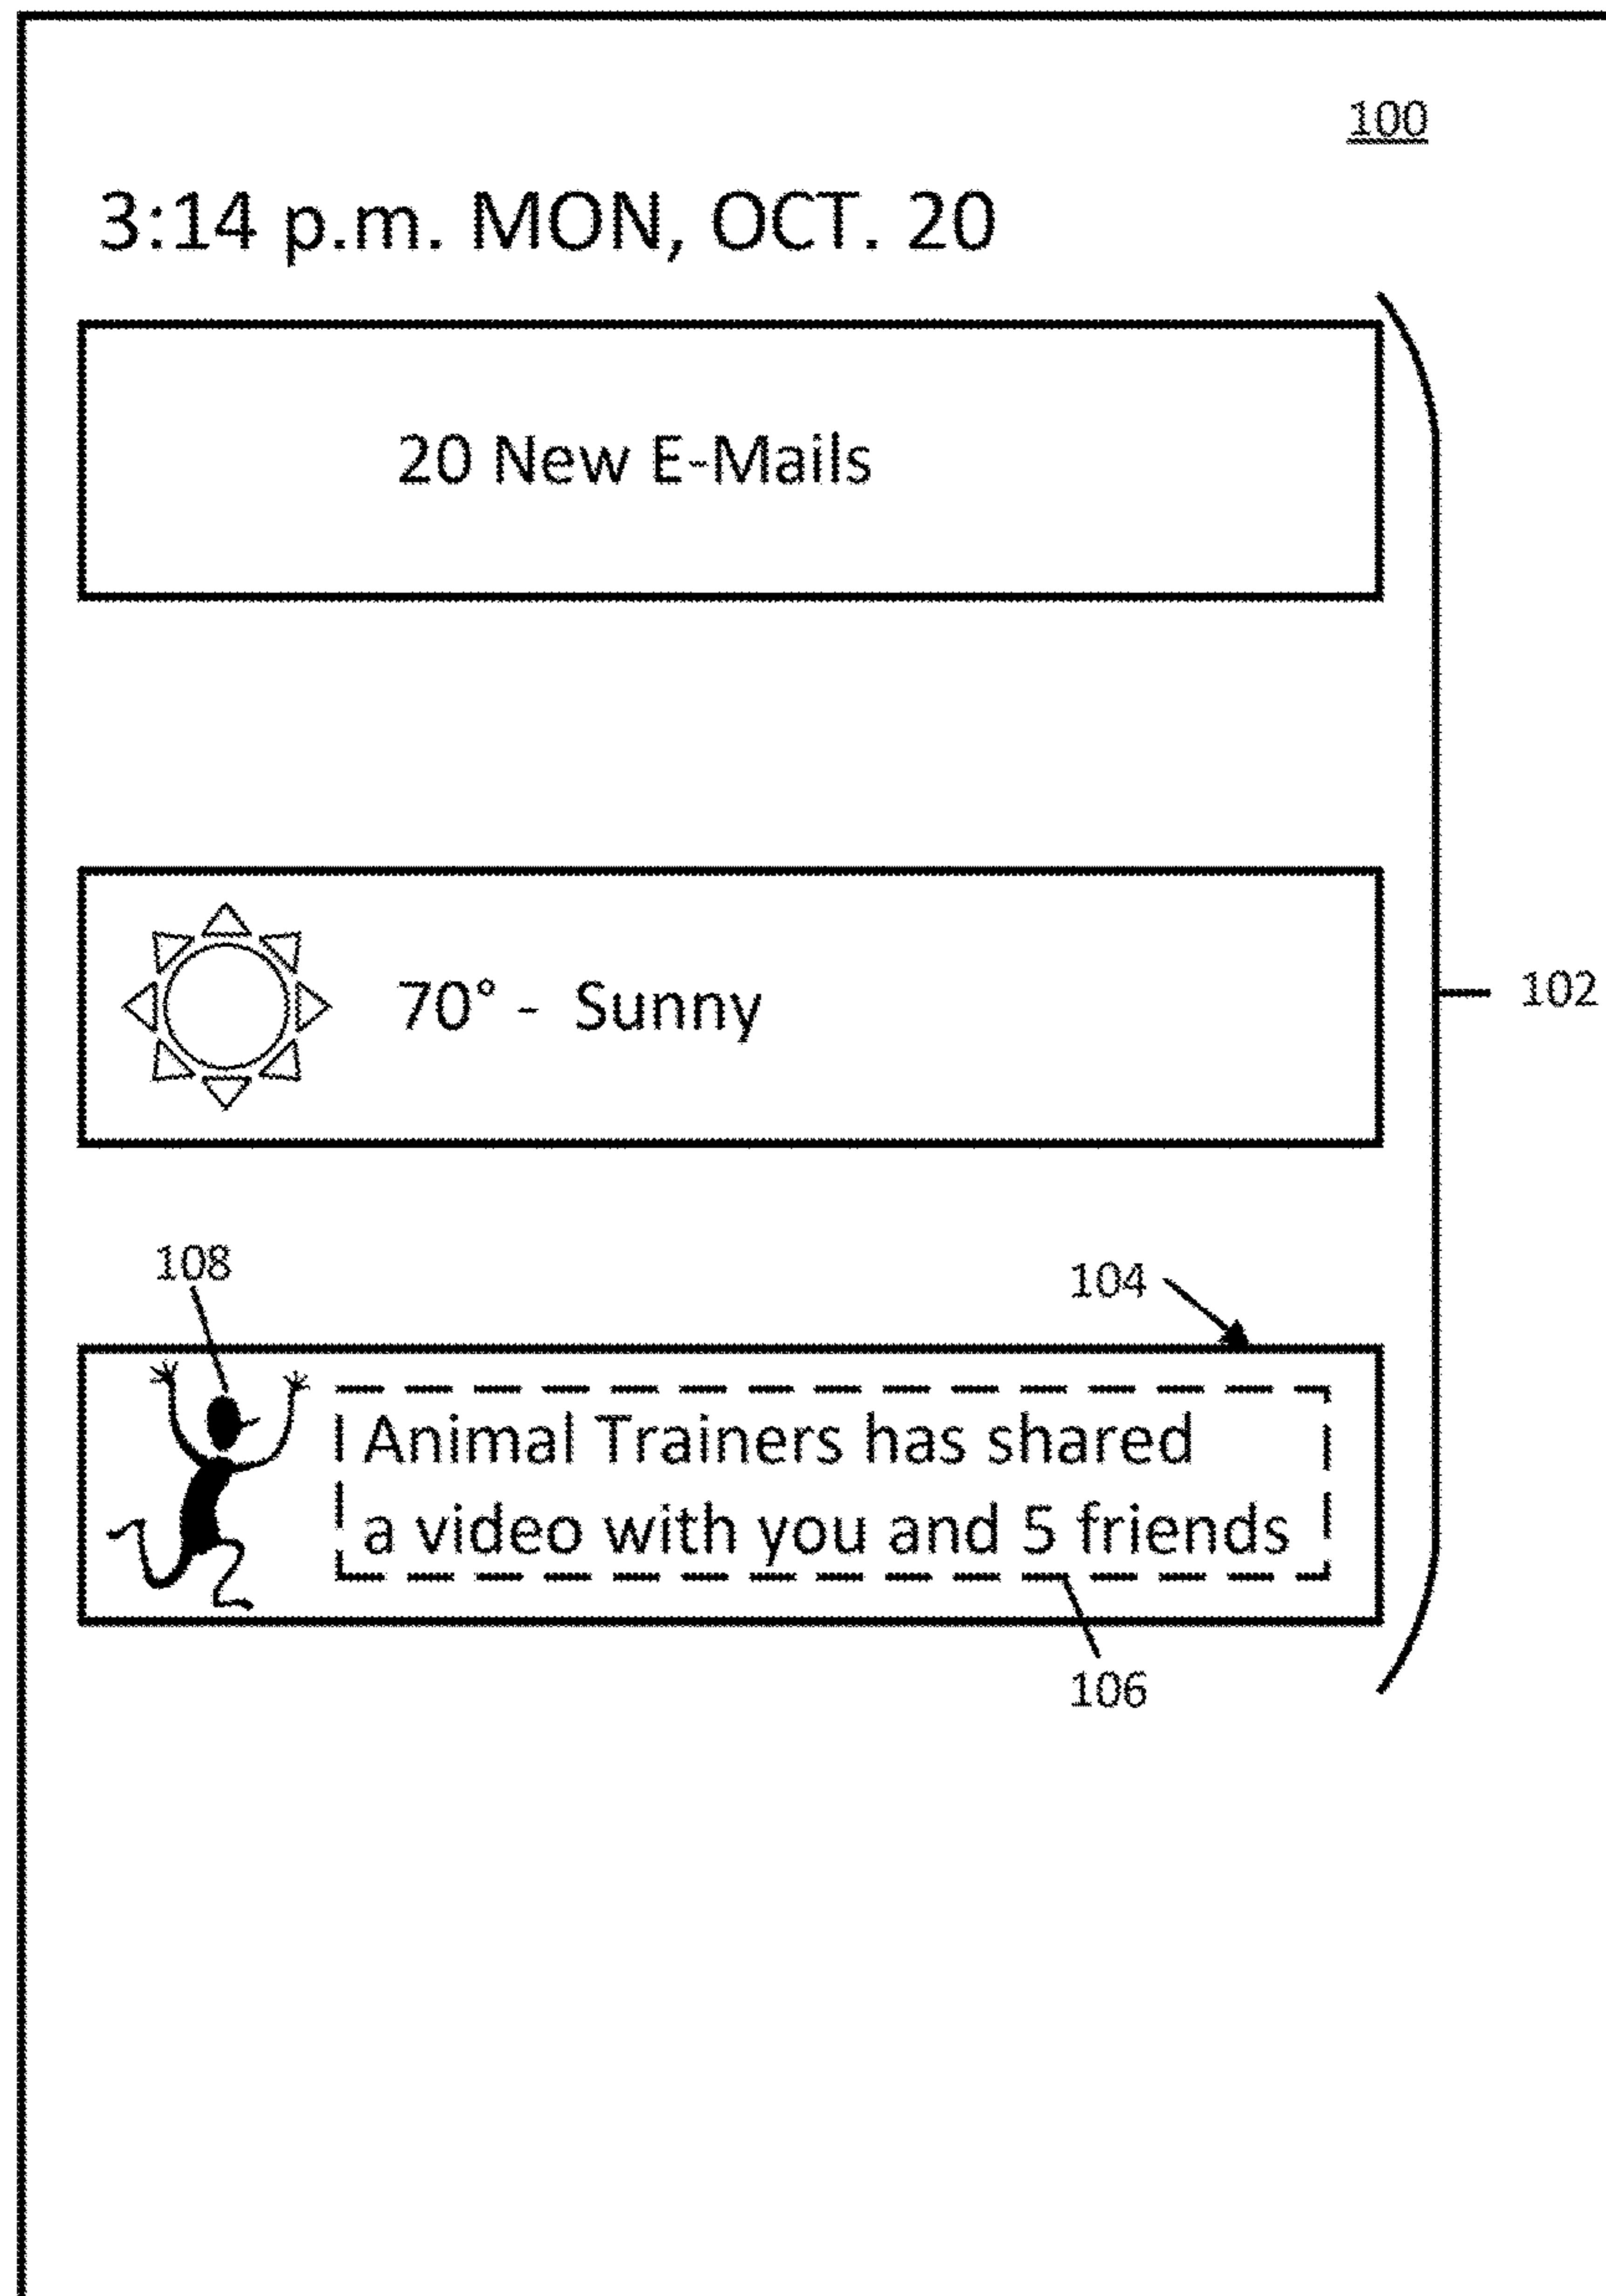 100
3:14 p.m. MON, OCT. 20
20 New E-Mails
70° - Sunny
102
108
104
Animal Trainers has shared
a video with you and 5 friends
106